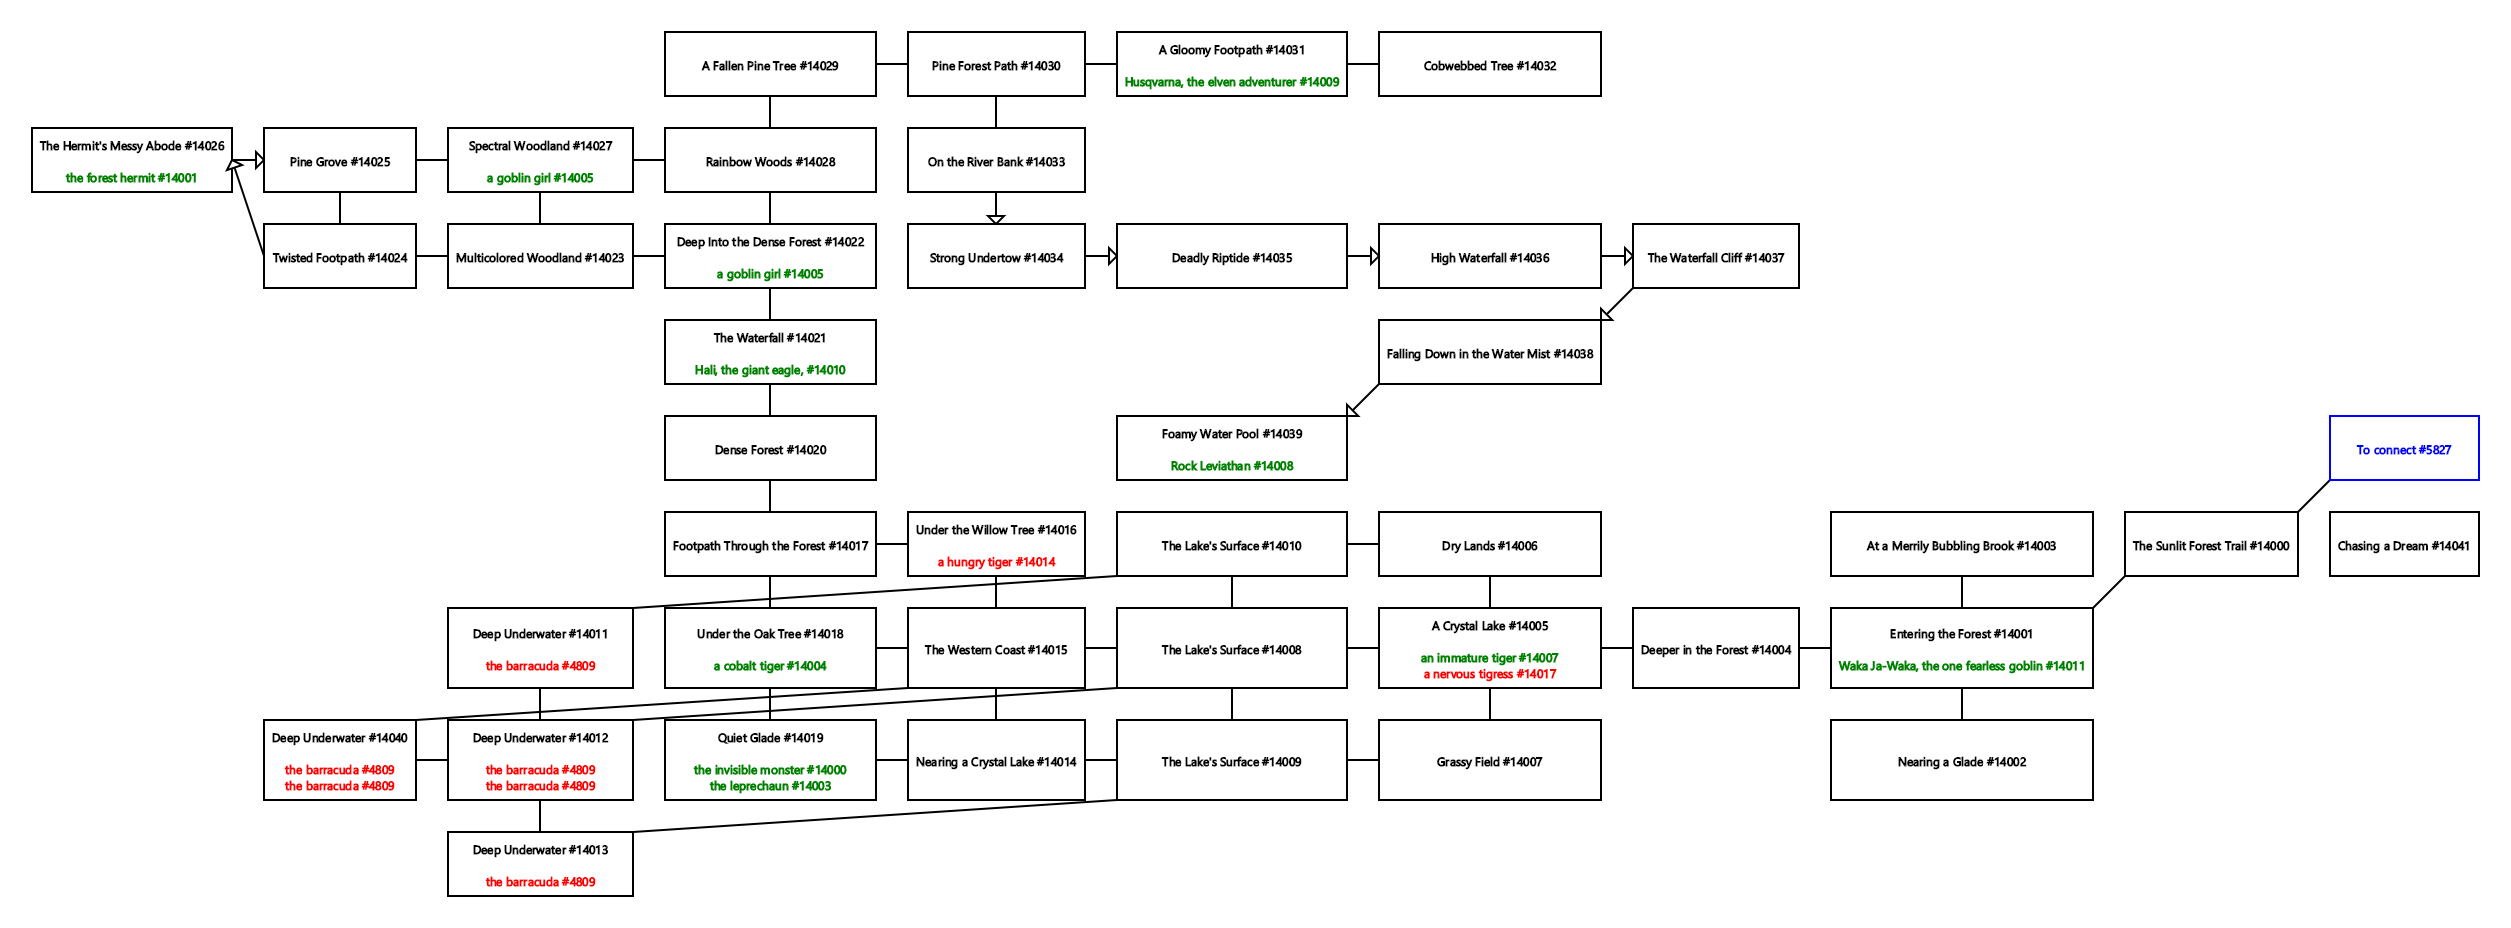 A Fallen Pine Tree #14029
Pine Forest Path #14030
A Gloomy Footpath #14031
Husqvarna, the elven adventurer #14009
Cobwebbed Tree #14032
The Hermit's Messy Abode #14026
the forest hermit #14001
Pine Grove #14025
Spectral Woodland #14027
a goblin girl #14005
Rainbow Woods #14028
On the River Bank #14033
Twisted Footpath #14024
Multicolored Woodland #14023
Deep Into the Dense Forest #14022
a goblin girl #14005
Strong Undertow #14034
Deadly Riptide #14035
High Waterfall #14036
The Waterfall Cliff #14037
The Waterfall #14021
Hali, the giant eagle, #14010
Falling Down in the Water Mist #14038
Dense Forest #14020
Foamy Water Pool #14039
Rock Leviathan #14008
To connect #5827
Footpath Through the Forest #14017
Under the Willow Tree #14016
a hungry tiger #14014
The Lake's Surface #14010
Dry Lands #14006
At a Merrily Bubbling Brook #14003
The Sunlit Forest Trail #14000
Chasing a Dream #14041
Deep Underwater #14011
the barracuda #4809
Under the Oak Tree #14018
a cobalt tiger #14004
The Western Coast #14015
The Lake's Surface #14008
A Crystal Lake #14005
an immature tiger #14007
a nervous tigress #14017
Deeper in the Forest #14004
Entering the Forest #14001
Waka Ja-Waka, the one fearless goblin #14011
Deep Underwater #14040
the barracuda #4809
the barracuda #4809
Deep Underwater #14012
the barracuda #4809
the barracuda #4809
Quiet Glade #14019
the invisible monster #14000
the leprechaun #14003
Nearing a Crystal Lake #14014
The Lake's Surface #14009
Grassy Field #14007
Nearing a Glade #14002
Deep Underwater #14013
the barracuda #4809